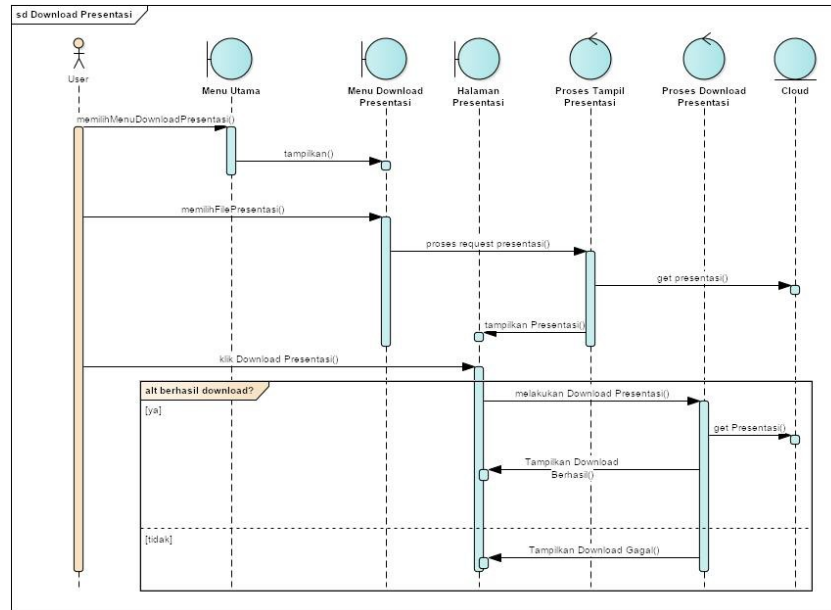 sd Download Presentasi
User
Menu Utama
Menu Download
Presentasi
Halaman
Presentasi
Proses Tampil
Presentasi
Proses Download
Presentasi
Cloud
memilihMenuDownloadPresentasi()
tampilkan()
memilihFilePresentasi()
proses request presentasi()
get presentasi()
tampilkan Presentasi()
klik Download Presentasi()
alt berhasil download?
[ya]
melakukan Download Presentasi()
get Presentasi()
Tampilkan Download
Berhasil()
[tidak]
Tampilkan Download Gagal()